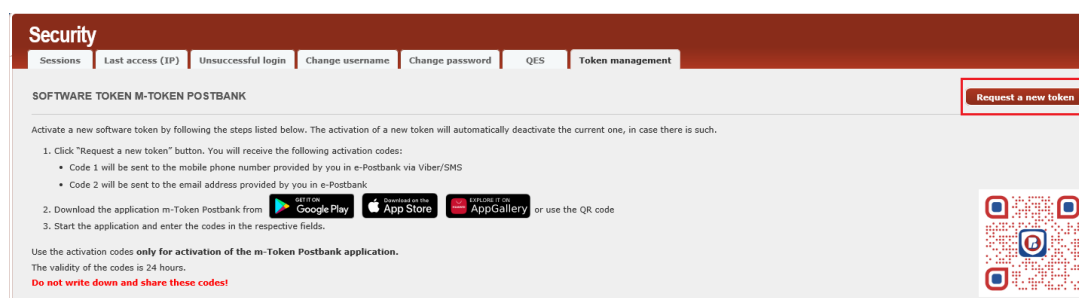 Security
Sessions Last access (IP) Unsuccessful login Change username Change password QES Token management
SOFTWARE TOKEN M-TOKEN POSTBANK
Request a new token
Activate a new software token by following the steps listed below. The activation of a new token will automatically deactivate the current one, in case there is such.
1. Click "Request a new token" button. You will receive the following activation codes:
• Code 1 will be sent to the mobile phone number provided by you in e-Postbank via Viber/SMS
• Code 2 will be sent to the email address provided by you in e-Postbank
2. Download the application m-Token Postbank from GET IT ON Google Play Download on the App Store EXPLORE IT ON AppGallery or use the QR code
3. Start the application and enter the codes in the respective fields.
Use the activation codes only for activation of the m-Token Postbank application.
The validity of the codes is 24 hours.
Do not write down and share these codes!